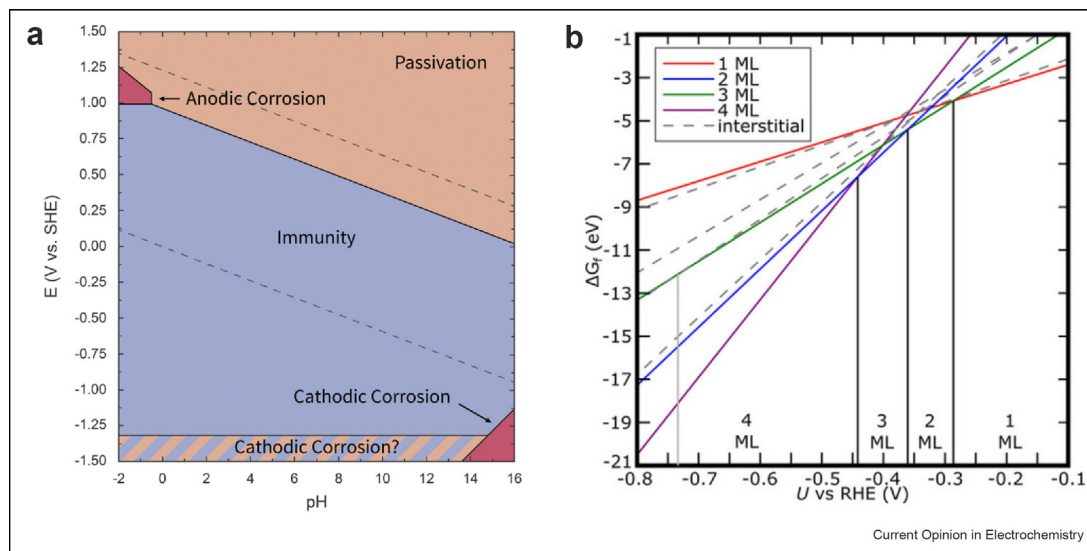 a
1.50
1.25
1.00
0.75
0.50
0.25
0.00
-0.25
-0.50
-0.75
-1.00
-1.25
-1.50
E (V vs. SHE)
Passivation
Anodic Corrosion
Immunity
Cathodic Corrosion
Cathodic Corrosion?
-2 0 2 4 6 8 10 12 14 16
pH
b
-1
-3
-5
-7
-9
-11
-13
-15
-17
-19
-21
ΔGf (eV)
1 ML
2 ML
3 ML
4 ML
interstitial
4 3 2 1
ML ML ML ML
-0.8 -0.7 -0.6 -0.5 -0.4 -0.3 -0.2 -0.1
U vs RHE (V)
Current Opinion in Electrochemistry